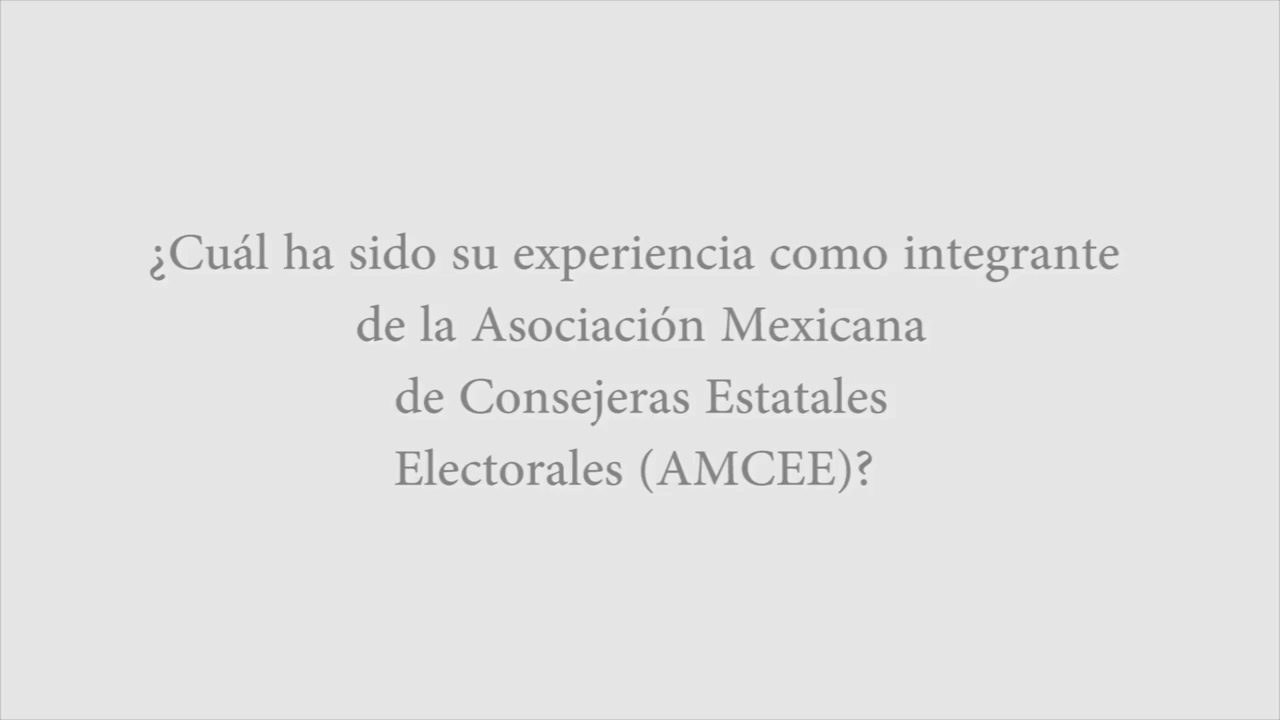 ¿Cuál ha sido su experiencia como integrante
de la Asociación Mexicana
de Consejeras Estatales
Electorales (AMCEE)?